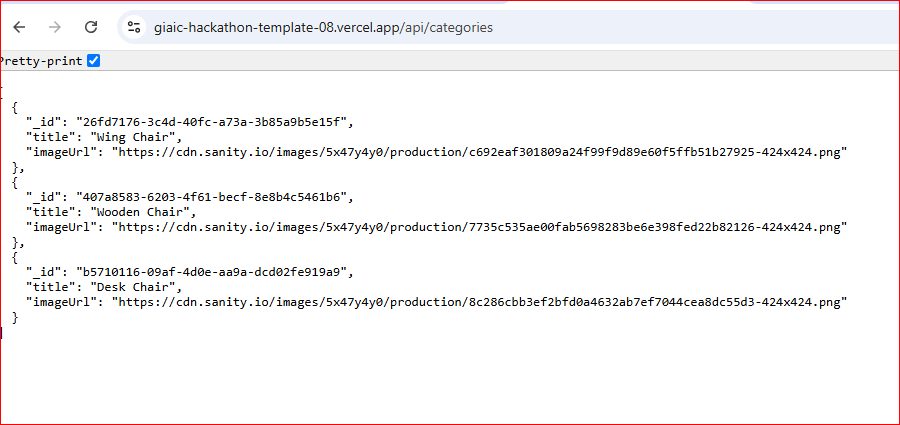 giaic-hackathon-template-08.vercel.app/api/categories
Pretty-print
{
"_id": "26fd7176-3c4d-40fc-a73a-3b85a9b5e15f",
"title": "Wing Chair",
"imageUrl": "https://cdn.sanity.io/images/5x47y4y0/production/c692eaf301809a24f99f9d89e60f5ffb51b27925-424x424.png"
},
{
"_id": "407a8583-6203-4f61-becf-8e8b4c5461b6",
"title": "Wooden Chair",
"imageUrl": "https://cdn.sanity.io/images/5x47y4y0/production/7735c535ae00fab5698283be6e398fed22b82126-424x424.png"
},
{
"_id": "b5710116-09af-4d0e-aa9a-dcd02fe919a9",
"title": "Desk Chair",
"imageUrl": "https://cdn.sanity.io/images/5x47y4y0/production/8c286cbb3ef2bfd0a4632ab7ef7044cea8dc55d3-424x424.png"
}